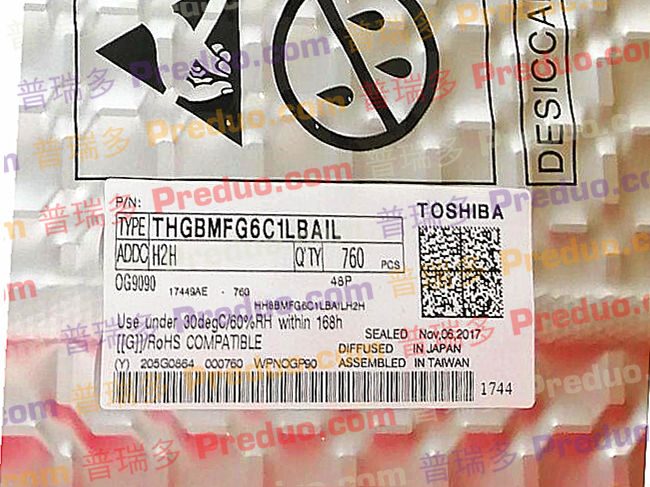 DESICCA
P/N:
TOSHIBA
TYPE THGBMFG6C1LBAIL
ADDC H2H Q'TY 760 PCS
OG9090 48P
17449AE - 760
HHBBMFG6C1LBAILH2H
Use under 30degC/60%RH within 168h
SEALED Nov,06,2017
[[G]]/RoHS COMPATIBLE DIFFUSED IN JAPAN
(Y) 205G0864 000760 WPNOGP90 ASSEMBLED IN TAIWAN
1744
普瑞多 Preduo.com